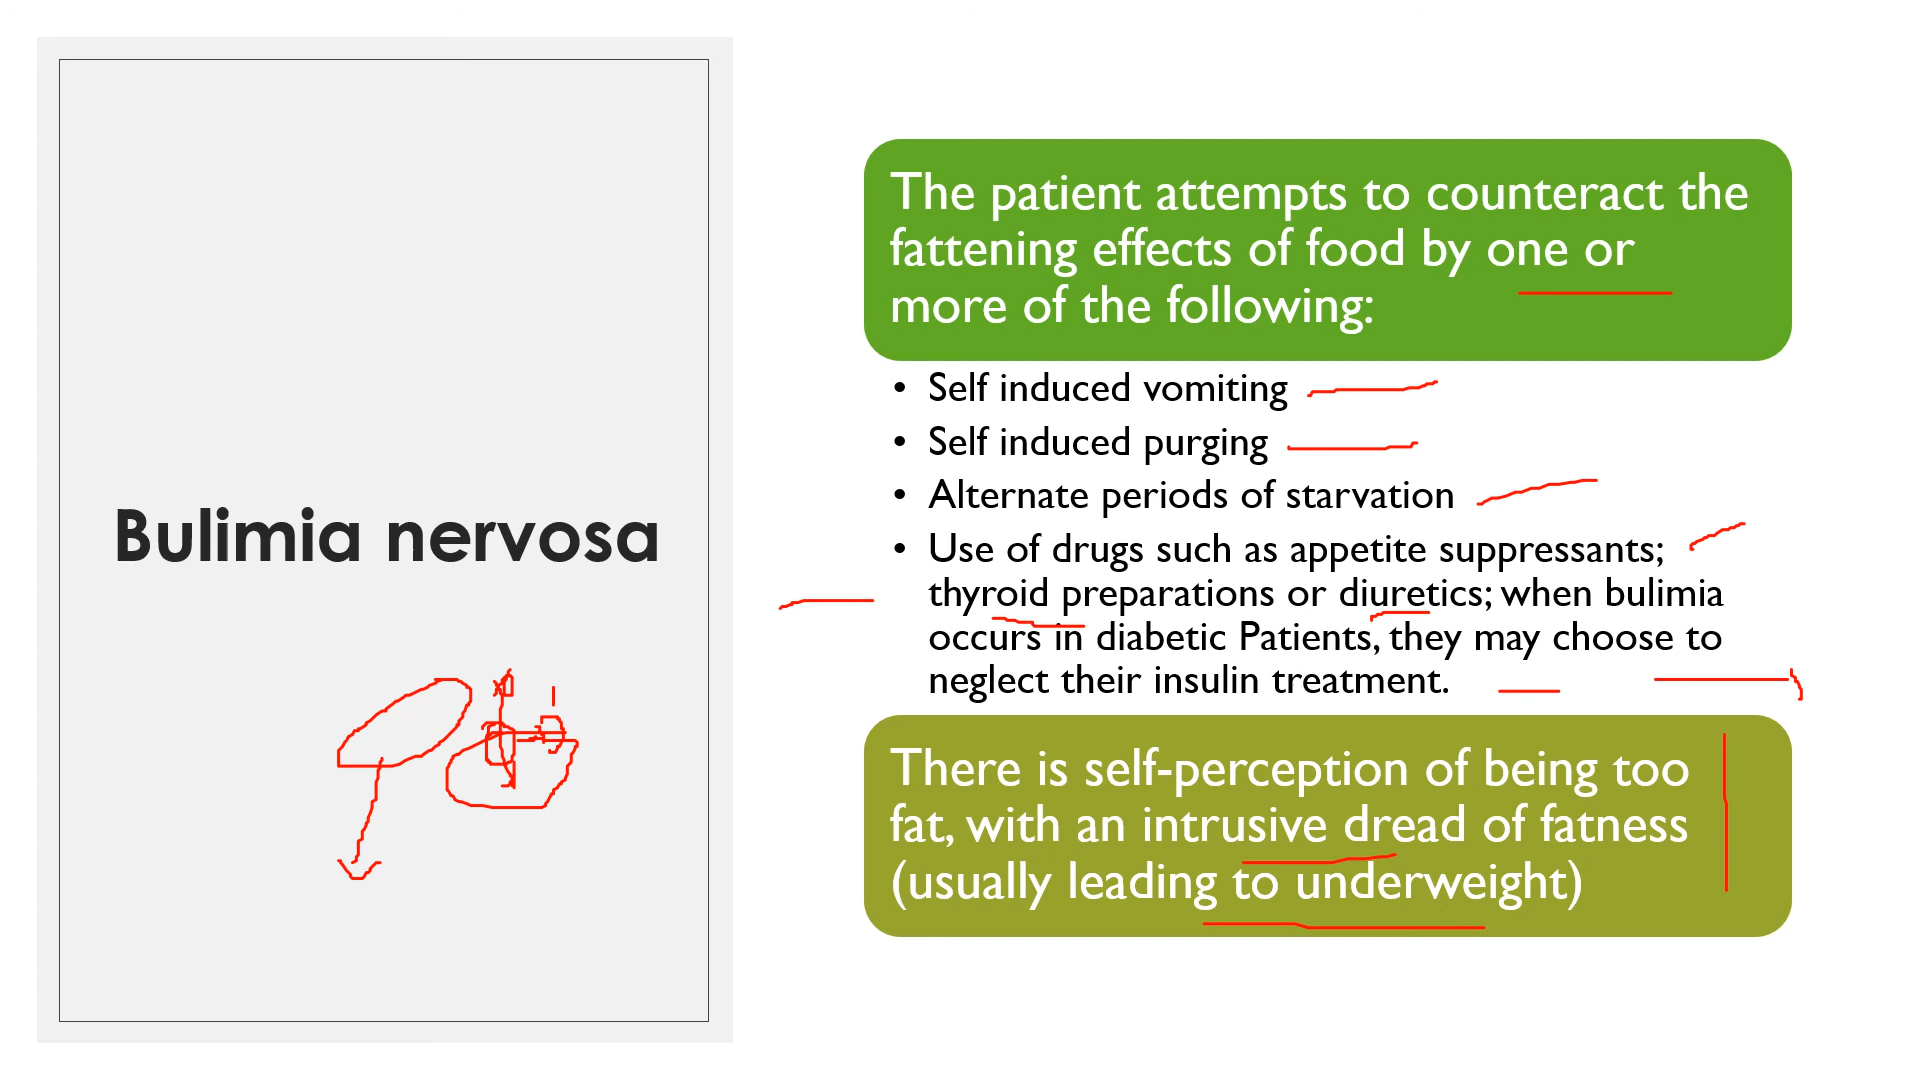 Bulimia nervosa
The patient attempts to counteract the
fattening effects of food by one or
more of the following:
• Self induced vomiting
• Self induced purging
• Alternate periods of starvation
• Use of drugs such as appetite suppressants;
thyroid preparations or diuretics; when bulimia
occurs in diabetic Patients, they may choose to
neglect their insulin treatment.
There is self-perception of being too
fat, with an intrusive dread of fatness
(usually leading to underweight)